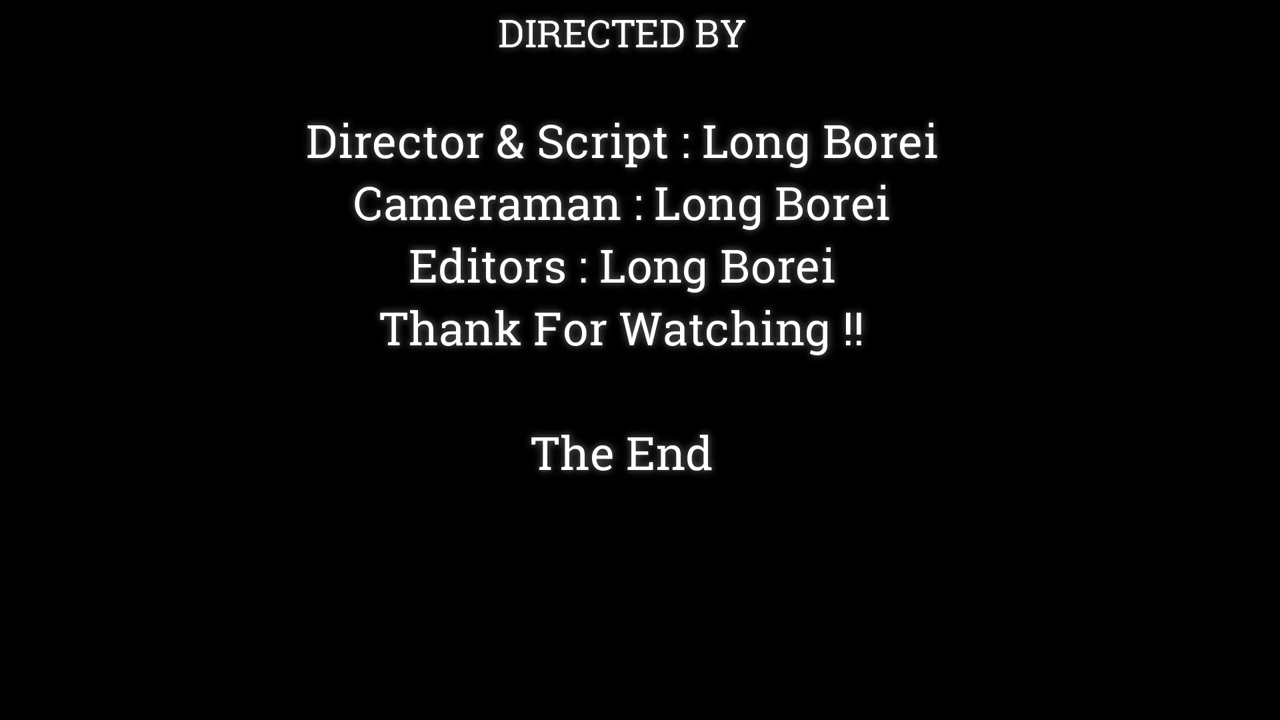 DIRECTED BY
Director & Script : Long Borei
Cameraman : Long Borei
Editors : Long Borei
Thank For Watching !!
The End